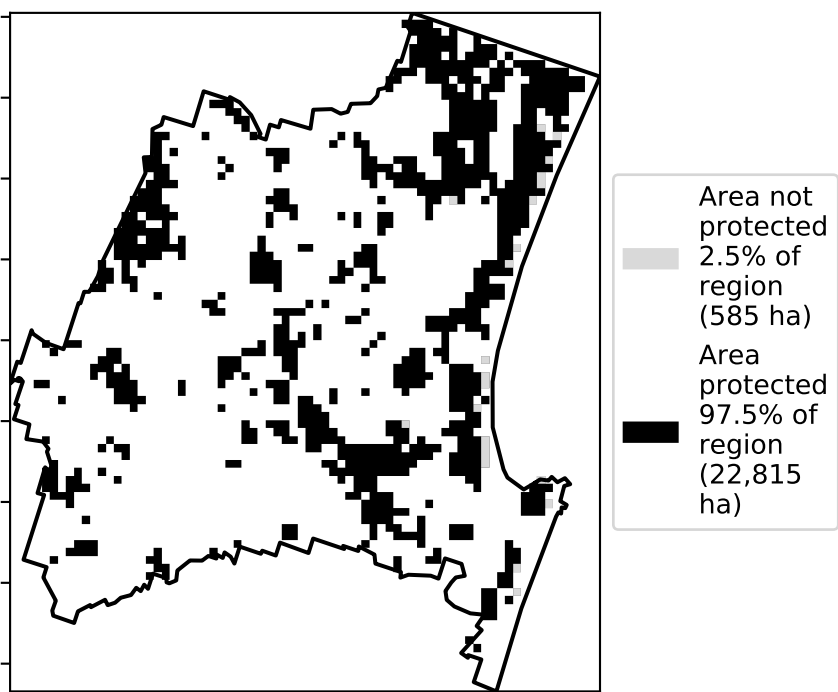 Area not
protected
2.5% of
region
(585 ha)
Area
protected
97.5% of
region
(22,815
ha)